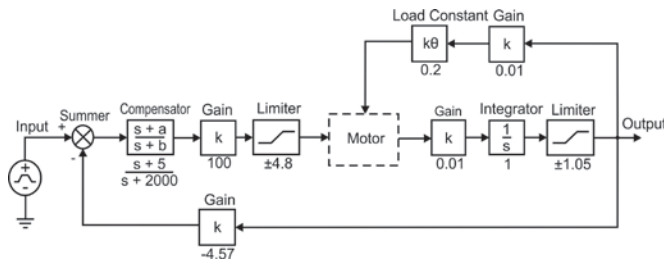 Load Constant Gain
kθ
k
0.2
0.01
Input
+
Summer
-
Compensator
s + a
s + b
s + 5
s + 2000
Gain
k
100
Limiter
±4.8
Motor
Gain
k
0.01
Integrator
1
s
1
Limiter
±1.05
Output
Gain
k
-4.57